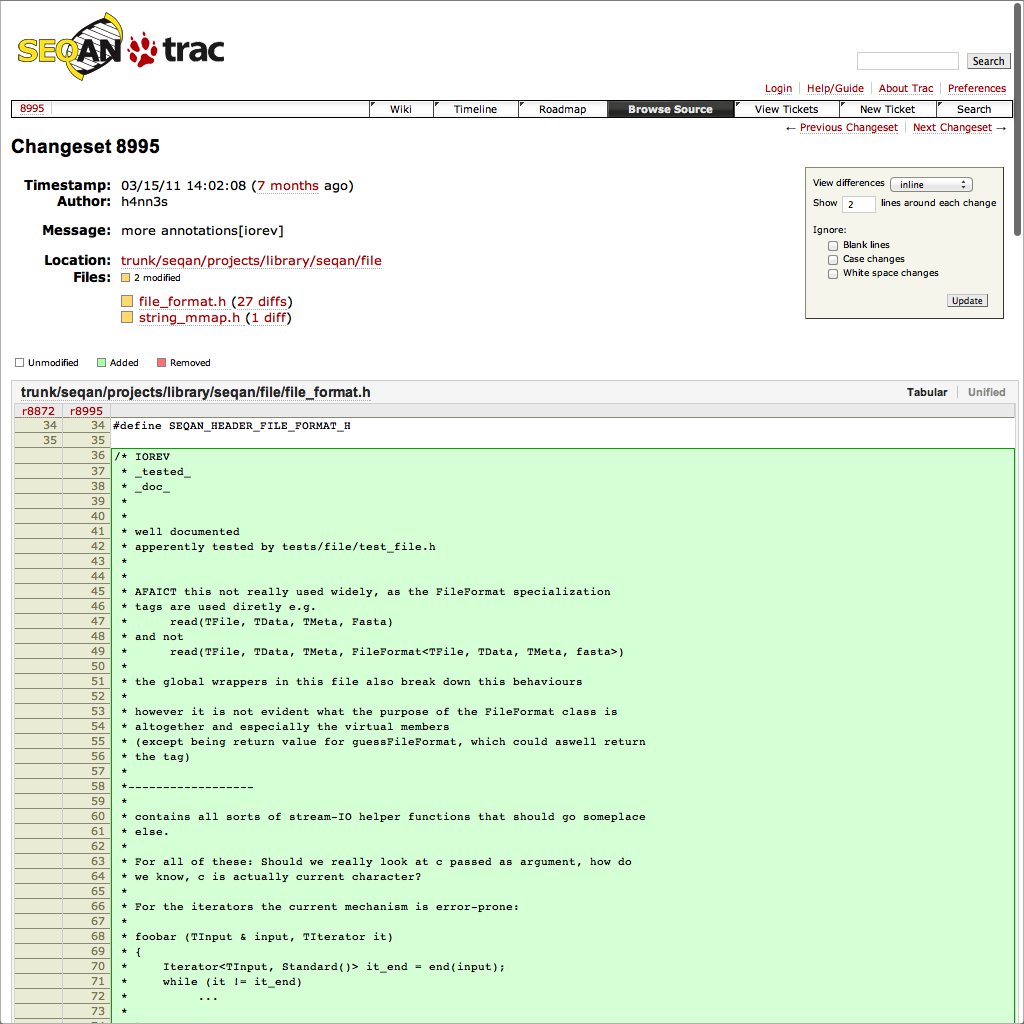 SEQAN trac
Search
Login Help/Guide About Trac Preferences
8995 Wiki Timeline Roadmap Browse Source View Tickets New Ticket Search
← Previous Changeset Next Changeset →
Changeset 8995
Timestamp: 03/15/11 14:02:08 (7 months ago)
Author: h4nn3s
Message: more annotations[iorev]
Location: trunk/seqan/projects/library/seqan/file
Files: 2 modified
file_format.h (27 diffs)
string_mmap.h (1 diff)
View differences inline
Show 2 lines around each change
Ignore:
Blank lines
Case changes
White space changes
Update
Unmodified Added Removed
trunk/seqan/projects/library/seqan/file/file_format.h Tabular Unified
r8872 r8995
34 34 #define SEQAN_HEADER_FILE_FORMAT_H
35 35
36 /* IOREV
37 * _tested_
38 * _doc_
39 *
40 *
41 * well documented
42 * apperently tested by tests/file/test_file.h
43 *
44 *
45 * AFAICT this not really used widely, as the FileFormat specialization
46 * tags are used diretly e.g.
47 *      read(TFile, TData, TMeta, Fasta)
48 * and not
49 *      read(TFile, TData, TMeta, FileFormat<TFile, TData, TMeta, fasta>)
50 *
51 * the global wrappers in this file also break down this behaviours
52 *
53 * however it is not evident what the purpose of the FileFormat class is
54 * altogether and especially the virtual members
55 * (except being return value for guessFileFormat, which could aswell return
56 * the tag)
57 *
58 *------------------
59 *
60 * contains all sorts of stream-IO helper functions that should go someplace
61 * else.
62 *
63 * For all of these: Should we really look at c passed as argument, how do
64 * we know, c is actually current character?
65 *
66 * For the iterators the current mechanism is error-prone:
67 *
68 * foobar (TInput & input, TIterator it)
69 * {
70 *     Iterator<TInput, Standard()> it_end = end(input);
71 *     while (it != it_end)
72 *          ...
73 *